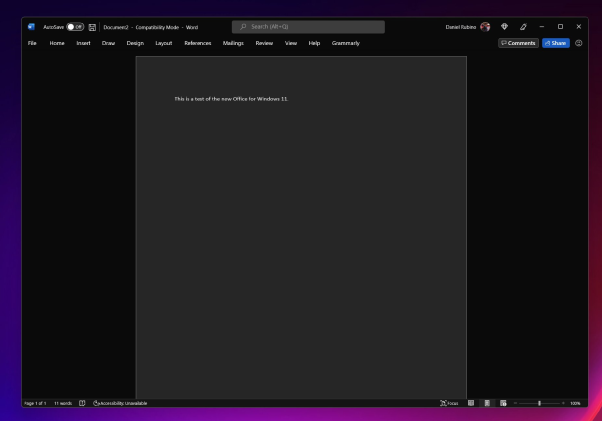 AutoSave Off Document2 - Compatibility Mode - Word Search (Alt+Q) Daniel Rubino
File Home Insert Draw Design Layout References Mailings Review View Help Grammarly Comments Share
This is a test of the new Office for Windows 11.
Page 1 of 1 11 words Accessibility: Unavailable Focus 100%